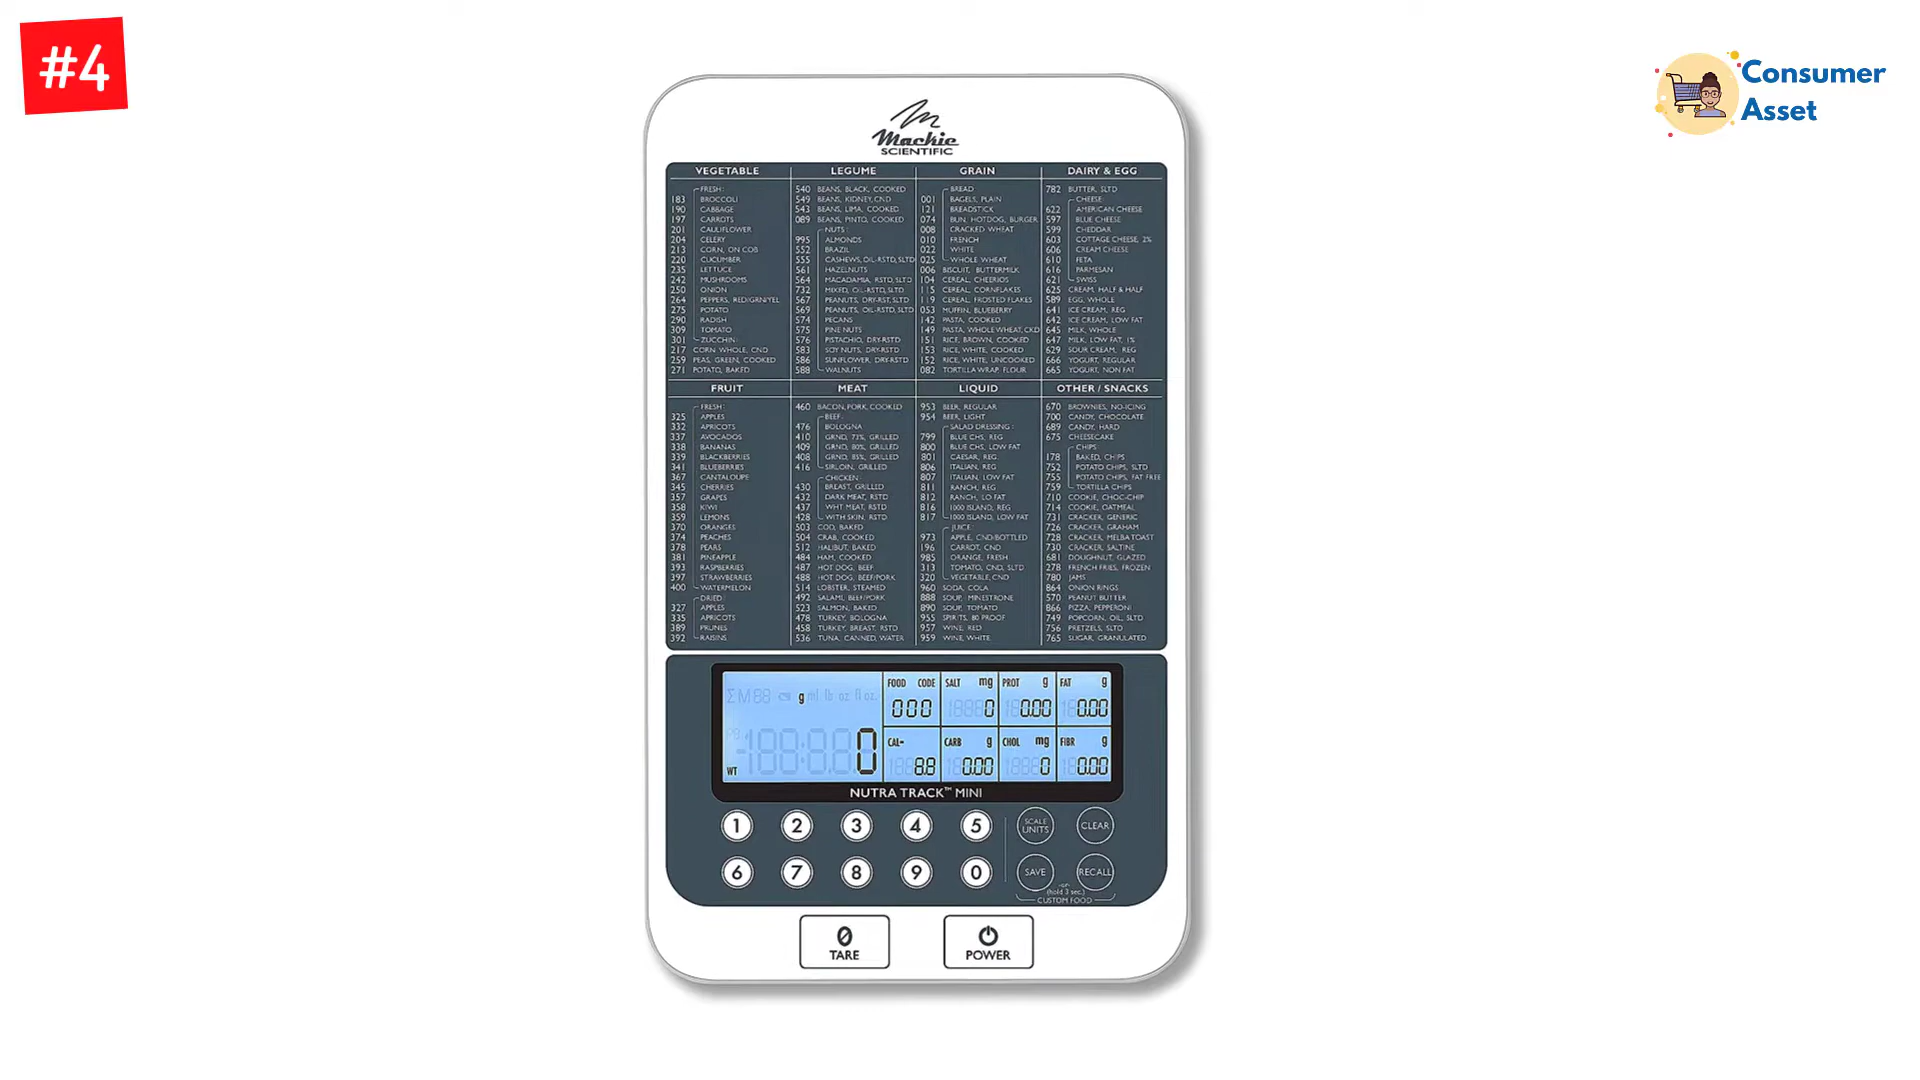 #4
Consumer
Asset
Mackie
SCIENTIFIC
VEGETABLE
FRESH:
183 BROCCOLI
190 CABBAGE
197 CARROTS
201 CAULIFLOWER
204 CELERY
213 CORN, ON COB
220 CUCUMBER
235 LETTUCE
242 MUSHROOMS
250 ONION
264 PEPPERS, RED/GRN/YEL
275 POTATO
290 RADISH
309 TOMATO
301 ZUCCHINI
217 CORN WHOLE, CND
259 PEAS, GREEN, COOKED
271 POTATO, BAKED
LEGUME
540 BEANS, BLACK, COOKED
549 BEANS, KIDNEY, CND
543 BEANS, LIMA, COOKED
089 BEANS, PINTO, COOKED
NUTS:
995 ALMONDS
552 BRAZIL
555 CASHEWS, OIL-RSTD, SLTD
561 HAZELNUTS
564 MACADAMIA, RSTD, SLTD
732 MIXED, OIL-RSTD, SLTD
567 PEANUTS, DRY-RST, SLTD
569 PEANUTS, OIL-RSTD, SLTD
574 PECANS
575 PINE NUTS
576 PISTACHIO, DRY-RSTD
583 SOY NUTS, DRY-RSTD
586 SUNFLOWER, DRY-RSTD
588 WALNUTS
GRAIN
BREAD
001 BAGELS, PLAIN
121 BREADSTICK
074 BUN, HOTDOG, BURGER
008 CRACKED WHEAT
010 FRENCH
022 WHITE
025 WHOLE WHEAT
006 BISCUIT, BUTTERMILK
104 CEREAL, CHEERIOS
115 CEREAL, CORNFLAKES
119 CEREAL, FROSTED FLAKES
053 MUFFIN, BLUEBERRY
142 PASTA, COOKED
149 PASTA, WHOLE WHEAT, CKD
151 RICE, BROWN, COOKED
153 RICE, WHITE, COOKED
152 RICE, WHITE, UNCOOKED
082 TORTILLA WRAP, FLOUR
DAIRY & EGG
782 BUTTER, SLTD
CHEESE:
622 AMERICAN CHEESE
597 BLUE CHEESE
599 CHEDDAR
603 COTTAGE CHEESE, 2%
606 CREAM CHEESE
610 FETA
616 PARMESAN
621 SWISS
625 CREAM, HALF & HALF
589 EGG, WHOLE
641 ICE CREAM, REG
642 ICE CREAM, LOW FAT
645 MILK, WHOLE
647 MILK, LOW FAT, 1%
629 SOUR CREAM, REG
666 YOGURT, REGULAR
665 YOGURT, NON FAT
FRUIT
FRESH:
325 APPLES
332 APRICOTS
337 AVOCADOS
338 BANANAS
339 BLACKBERRIES
341 BLUEBERRIES
367 CANTALOUPE
345 CHERRIES
357 GRAPES
358 KIWI
359 LEMONS
370 ORANGES
374 PEACHES
378 PEARS
381 PINEAPPLE
393 RASPBERRIES
397 STRAWBERRIES
400 WATERMELON
DRIED:
327 APPLES
335 APRICOTS
389 PRUNES
392 RAISINS
MEAT
460 BACON, PORK, COOKED
BEEF:
476 BOLOGNA
410 GRND, 73%, GRILLED
409 GRND, 80%, GRILLED
408 GRND, 85%, GRILLED
416 SIRLOIN, GRILLED
CHICKEN:
430 BREAST, GRILLED
432 DARK MEAT, RSTD
437 WHT MEAT, RSTD
428 WITH SKIN, RSTD
503 COD, BAKED
504 CRAB, COOKED
512 HALIBUT, BAKED
484 HAM, COOKED
487 HOT DOG, BEEF
488 HOT DOG, BEEF/PORK
514 LOBSTER, STEAMED
492 SALAMI, BEEF/PORK
523 SALMON, BAKED
478 TURKEY, BOLOGNA
458 TURKEY, BREAST, RSTD
536 TUNA, CANNED, WATER
LIQUID
953 BEER, REGULAR
954 BEER, LIGHT
SALAD DRESSING:
799 BLUE CHS, REG
800 BLUE CHS, LOW FAT
801 CAESAR, REG
806 ITALIAN, REG
807 ITALIAN, LOW FAT
811 RANCH, REG
812 RANCH, LO FAT
816 1000 ISLAND, REG
817 1000 ISLAND, LOW FAT
JUICE:
973 APPLE, CND/BOTTLED
196 CARROT, CND
985 ORANGE, FRESH
313 TOMATO, CND, SLTD
320 VEGETABLE, CND
960 SODA, COLA
888 SOUP, MINESTRONE
890 SOUP, TOMATO
955 SPIRITS, 80 PROOF
957 WINE, RED
959 WINE, WHITE
OTHER / SNACKS
670 BROWNIES, NO-ICING
700 CANDY, CHOCOLATE
689 CANDY, HARD
675 CHEESECAKE
CHIPS
178 BAKED, CHIPS
752 POTATO CHIPS, SLTD
755 POTATO CHIPS, FAT FREE
759 TORTILLA CHIPS
710 COOKIE, CHOC-CHIP
714 COOKIE, OATMEAL
731 CRACKER, GENERIC
726 CRACKER, GRAHAM
728 CRACKER, MELBA TOAST
730 CRACKER, SALTINE
681 DOUGHNUT, GLAZED
278 FRENCH FRIES, FROZEN
780 JAMS
864 ONION RINGS
570 PEANUT BUTTER
866 PIZZA, PEPPERONI
749 POPCORN, OIL, SLTD
756 PRETZELS, SLTD
765 SUGAR, GRANULATED
g ml lb oz fl oz.
0
WT
FOOD CODE SALT mg PROT g FAT g
000 0 0.00 0.00
CAL- CARB g CHOL mg FIBR g
8.8 0.00 0 0.00
NUTRA TRACK™ MINI
1 2 3 4 5 SCALE UNITS CLEAR
6 7 8 9 0 SAVE RECALL
-or-
(hold 3 sec.)
CUSTOM FOOD
0
TARE
POWER